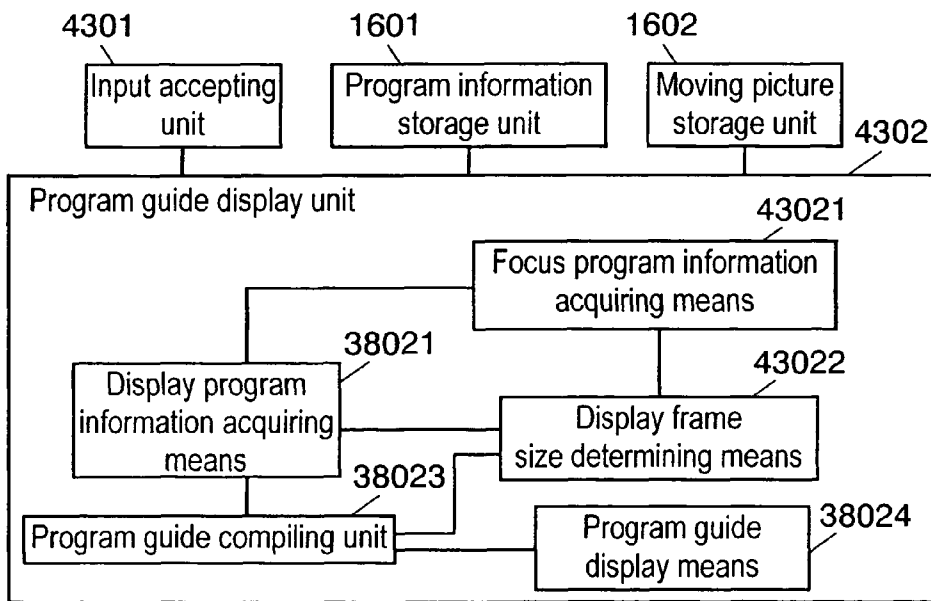 4301
1601
1602
Input accepting
unit
Program information
storage unit
Moving picture
storage unit
4302
Program guide display unit
43021
Focus program information
acquiring means
38021
Display program
information acquiring
means
43022
Display frame
size determining means
38023
Program guide compiling unit
38024
Program guide
display means